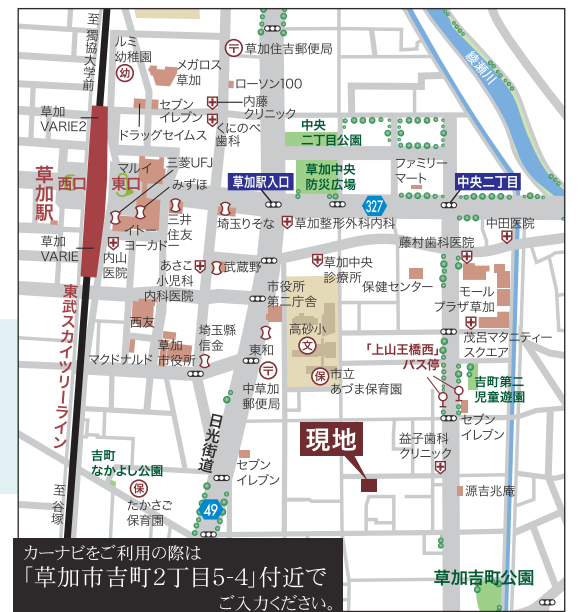 至 獨協大学前
ルミ
幼稚園
幼
メガロス
草加
〒
草加住吉郵便局
ローソン100
綾瀬川
草加
VARIE2
セブン
イレブン
ドラッグセイムス
内藤
クリニック
くにのべ
歯科
中央
二丁目公園
マルイ
三菱UFJ
みずほ
草加駅
西口
東口
草加駅入口
草加中央
防災広場
ファミリー
マート
中央二丁目
327
草加
VARIE
イトー
ヨーカドー
内山
医院
三井
住友
埼玉りそな
草加整形外科内科
中田医院
藤村歯科医院
あさこ
小児科
内科医院
武蔵野
草加中央
診療所
保健センター
市役所
第二庁舎
モール
プラザ草加
東武スカイツリーライン
西友
マクドナルド
草加
市役所
埼玉縣
信金
東和
高砂小
文
茂呂マタニティー
スクエア
〒
中草加
郵便局
保
市立
あづま保育園
「上山王橋西」
バス停
吉町第二
児童遊園
日光街道
現地
セブン
イレブン
益子歯科
クリニック
吉町
なかよし公園
セブン
イレブン
保
たかさご
保育園
至 谷塚
49
源吉兆庵
草加吉町公園
カーナビをご利用の際は
「草加市吉町2丁目5-4」付近で
ご入力ください。